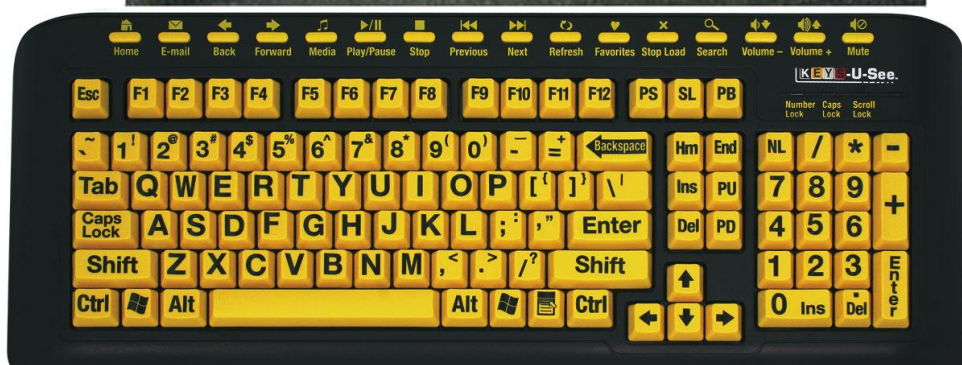 Home E-mail Back Forward Media Play/Pause Stop Previous Next Refresh Favorites Stop Load Search Volume – Volume + Mute
KEYS-U-See
Esc F1 F2 F3 F4 F5 F6 F7 F8 F9 F10 F11 F12 PS SL PB
Number Lock Caps Lock Scroll Lock
` ~ 1 ! 2 @ 3 # 4 $ 5 % 6 ^ 7 & 8 * 9 ( 0 ) - _ = + Backspace Hm End NL / * -
Tab Q W E R T Y U I O P [ { ] } \ | Ins PU 7 8 9 +
Caps Lock A S D F G H J K L ; : , " Enter Del PD 4 5 6
Shift Z X C V B N M , < . > / ? Shift 1 2 3 Enter
Ctrl Alt Alt Ctrl 0 Ins . Del